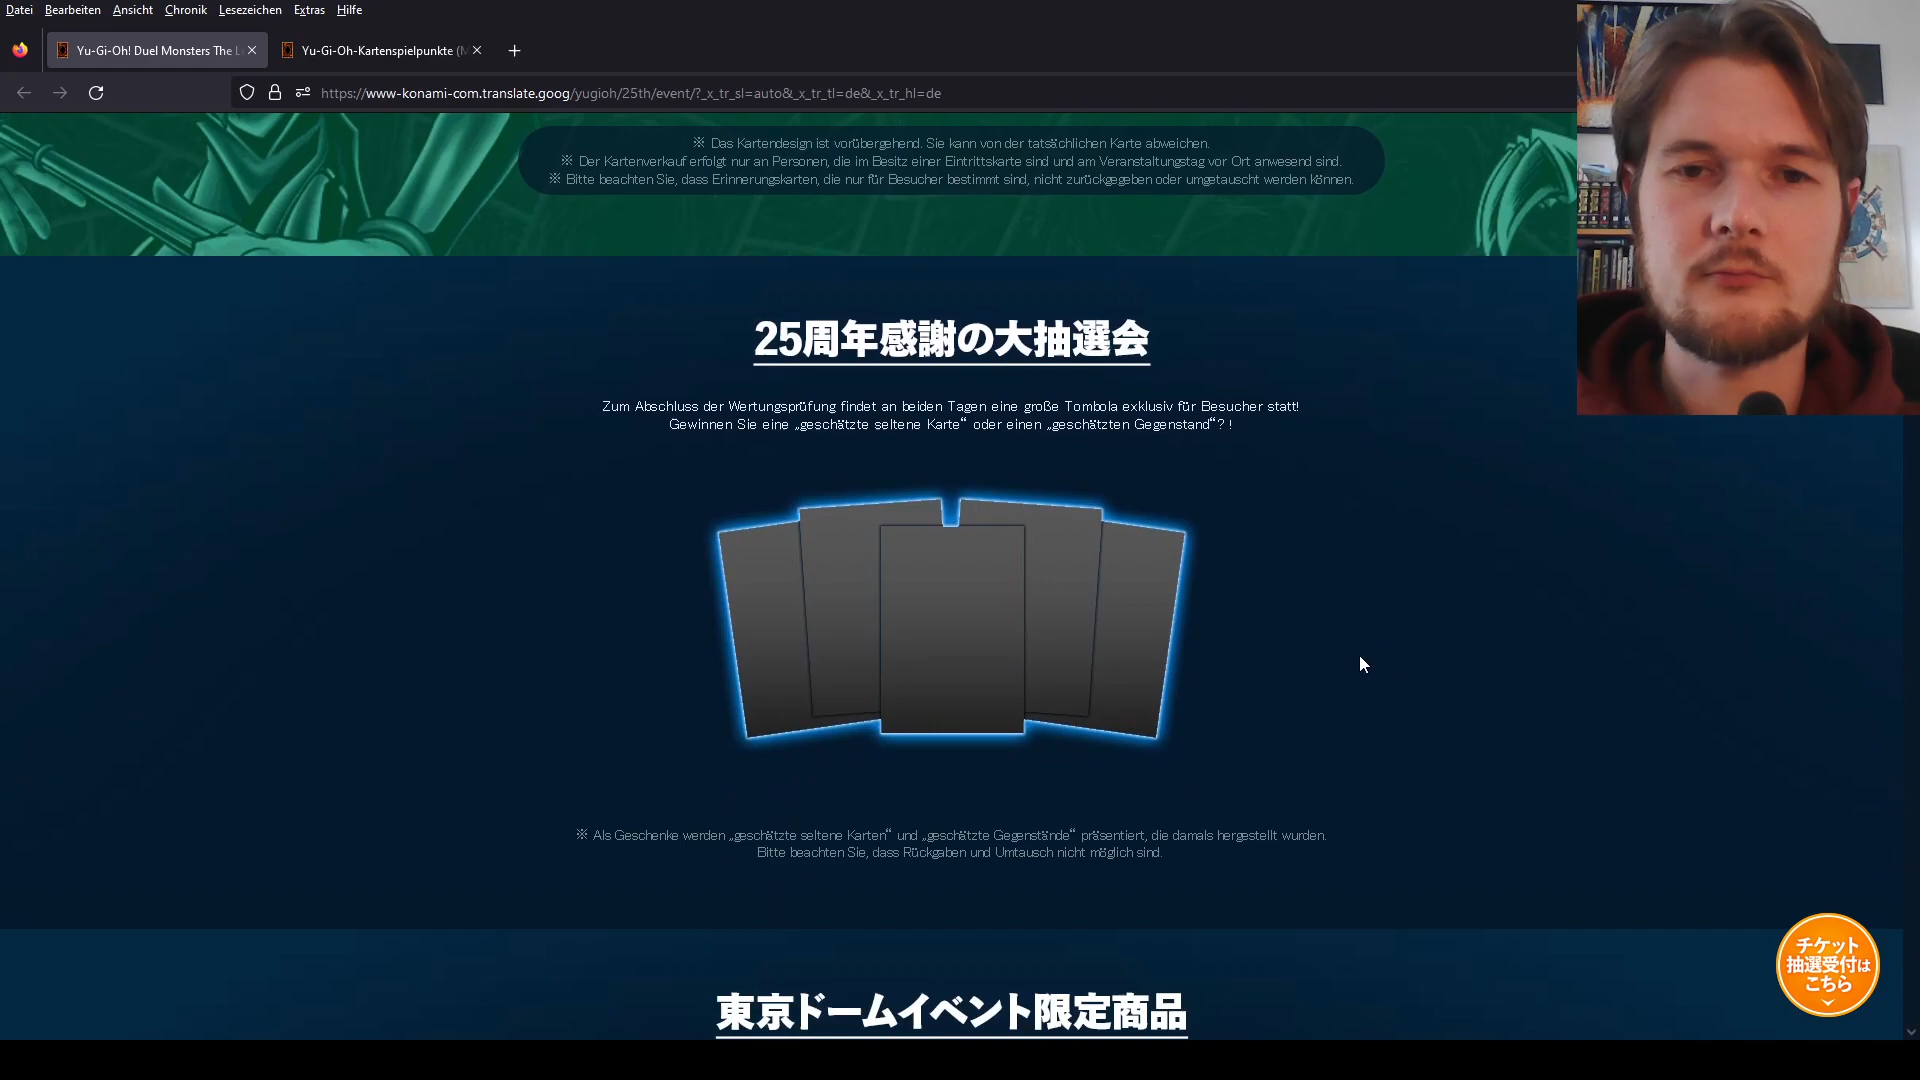 Datei Bearbeiten Ansicht Chronik Lesezeichen Extras Hilfe
Yu-Gi-Oh! Duel Monsters The L
Yu-Gi-Oh-Kartenspielpunkte (M
https://www-konami-com.translate.goog/yugioh/25th/event/?_x_tr_sl=auto&_x_tr_tl=de&_x_tr_hl=de
※ Das Kartendesign ist vorübergehend. Sie kann von der tatsächlichen Karte abweichen.
※ Der Kartenverkauf erfolgt nur an Personen, die im Besitz einer Eintrittskarte sind und am Veranstaltungstag vor Ort anwesend sind.
※ Bitte beachten Sie, dass Erinnerungskarten, die nur für Besucher bestimmt sind, nicht zurückgegeben oder umgetauscht werden können.
25周年感謝の大抽選会
Zum Abschluss der Wertungsprüfung findet an beiden Tagen eine große Tombola exklusiv für Besucher statt!
Gewinnen Sie eine „geschätzte seltene Karte“ oder einen „geschätzten Gegenstand“? !
※ Als Geschenke werden „geschätzte seltene Karten“ und „geschätzte Gegenstände“ präsentiert, die damals hergestellt wurden.
Bitte beachten Sie, dass Rückgaben und Umtausch nicht möglich sind.
チケット
抽選受付は
こちら
東京ドームイベント限定商品